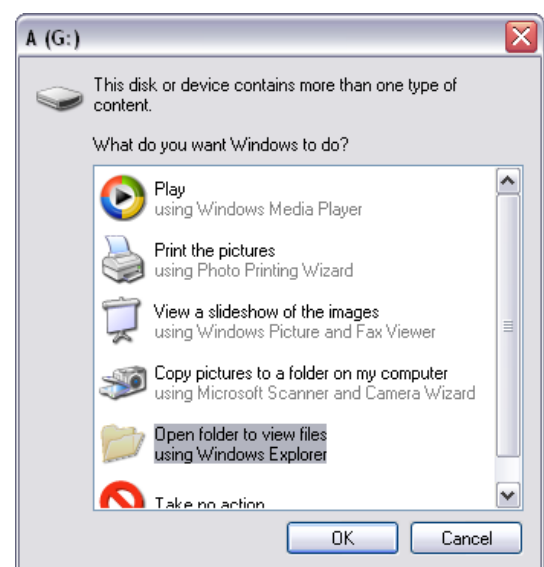 A (G:)
This disk or device contains more than one type of
content.
What do you want Windows to do?
Play
using Windows Media Player
Print the pictures
using Photo Printing Wizard
View a slideshow of the images
using Windows Picture and Fax Viewer
Copy pictures to a folder on my computer
using Microsoft Scanner and Camera Wizard
Open folder to view files
using Windows Explorer
Take no action
OK
Cancel